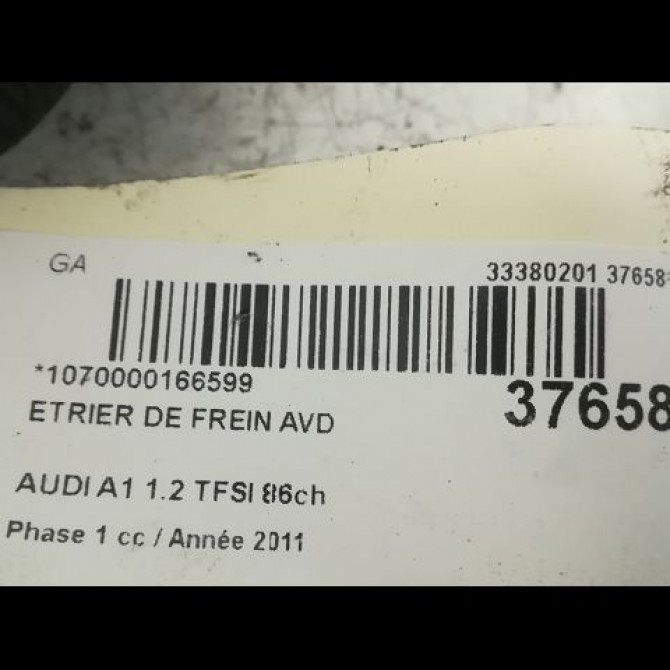 GA
33380201 37658
*1070000166599
37658
ETRIER DE FREIN AVD
AUDI A1 1.2 TFSI 86ch
Phase 1 cc / Année 2011